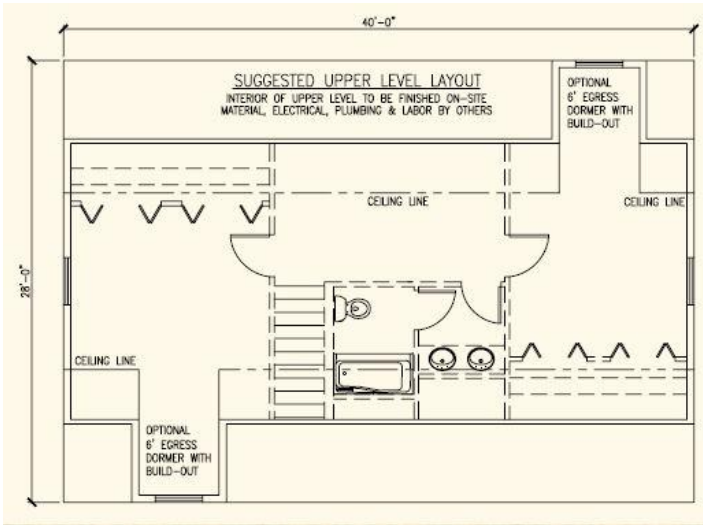 40'-0"
SUGGESTED UPPER LEVEL LAYOUT
INTERIOR OF UPPER LEVEL TO BE FINISHED ON-SITE
MATERIAL, ELECTRICAL, PLUMBING & LABOR BY OTHERS
OPTIONAL
6' EGRESS
DORMER WITH
BUILD-OUT
CEILING LINE
CEILING LINE
28'-0"
CEILING LINE
OPTIONAL
6' EGRESS
DORMER WITH
BUILD-OUT